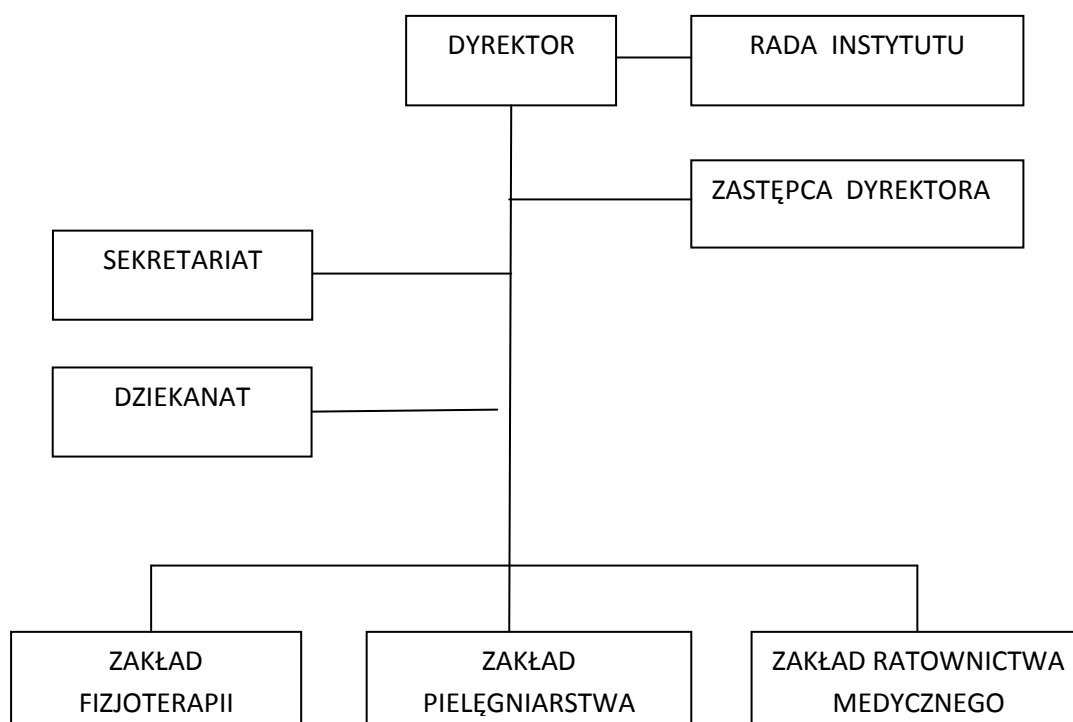 DYREKTOR
RADA INSTYTUTU
ZASTĘPCA DYREKTORA
SEKRETARIAT
DZIEKANAT
ZAKŁAD
FIZJOTERAPII
ZAKŁAD
PIELĘGNIARSTWA
ZAKŁAD RATOWNICTWA
MEDYCZNEGO